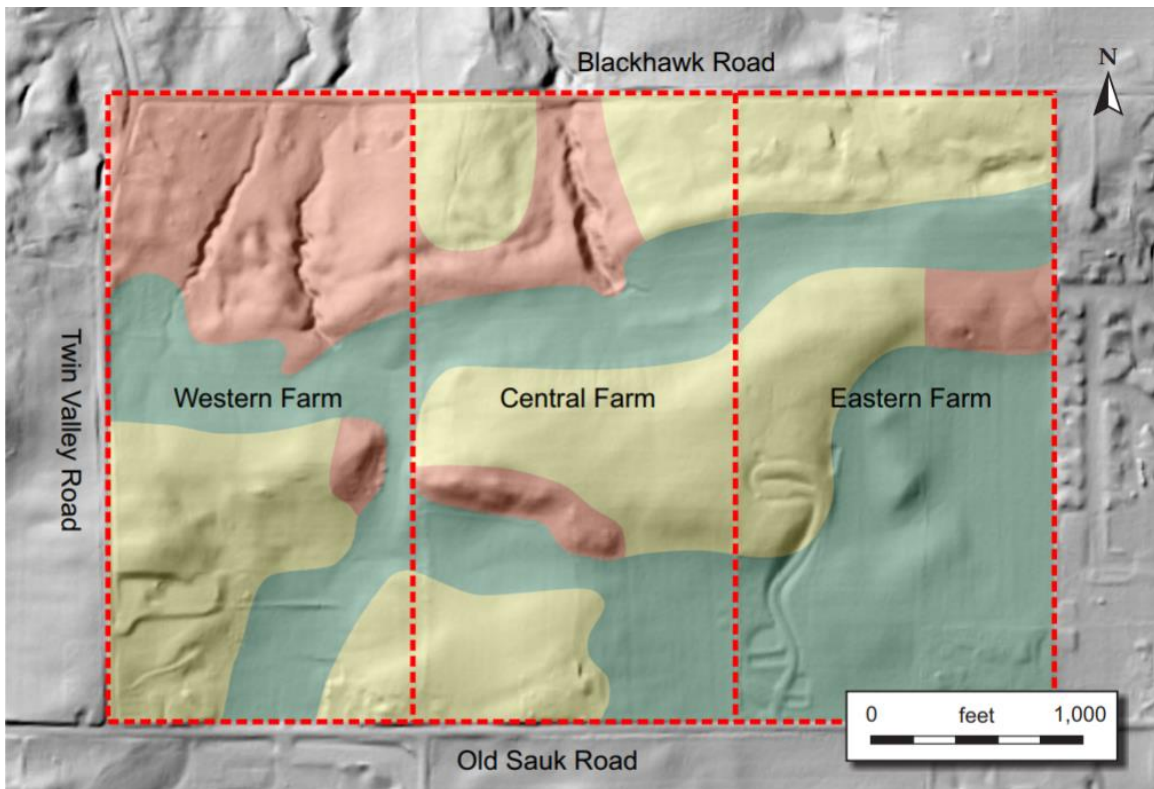 Blackhawk Road
N
Twin Valley Road
Western Farm
Central Farm
Eastern Farm
0 feet 1,000
Old Sauk Road